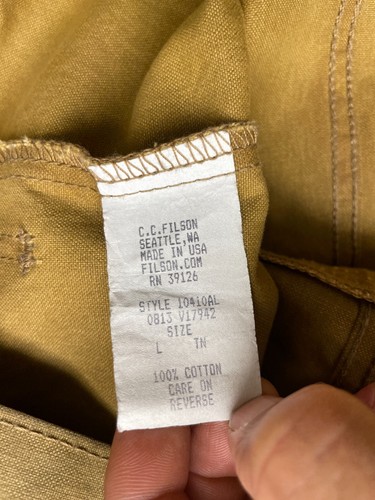 C.C.FILSON
SEATTLE,WA
MADE IN USA
FILSON.COM
RN 39126
STYLE 10410AL
QB13 V17942
SIZE
L TN
100% COTTON
CARE ON
REVERSE